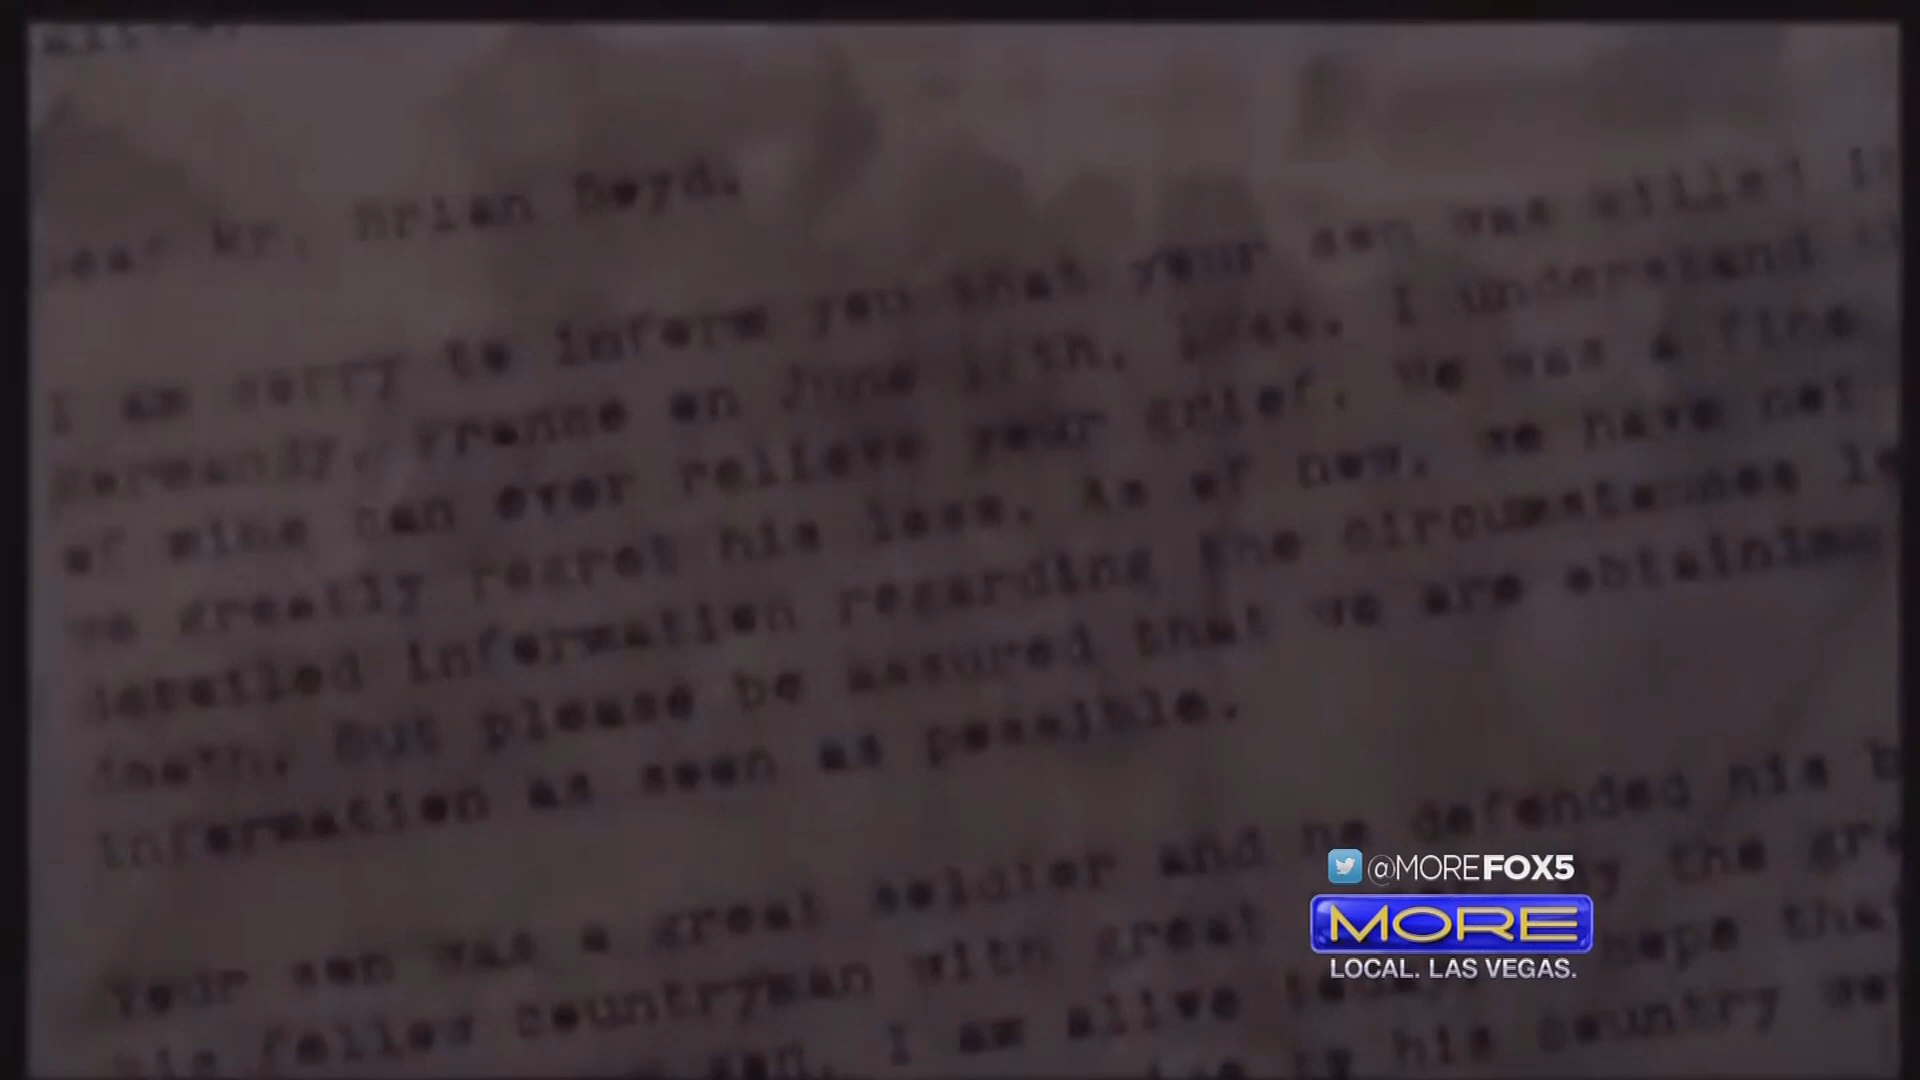 Dear Mr. Brian Boyd.
I am sorry to inform you that your son was killed
Normandy, France on June 1944. I understand
of mine can ever relieve your grief. He was a fine
we greatly regret his loss. As of now, we have not
detailed information regarding the circumstances
death. But please be assured that we are obtaining
information as soon as possible.
Your son was a great soldier and he defended his
his fellow countryman with great the
son. I am alive today hope
to his country
@MOREFOX5
MORE
LOCAL. LAS VEGAS.